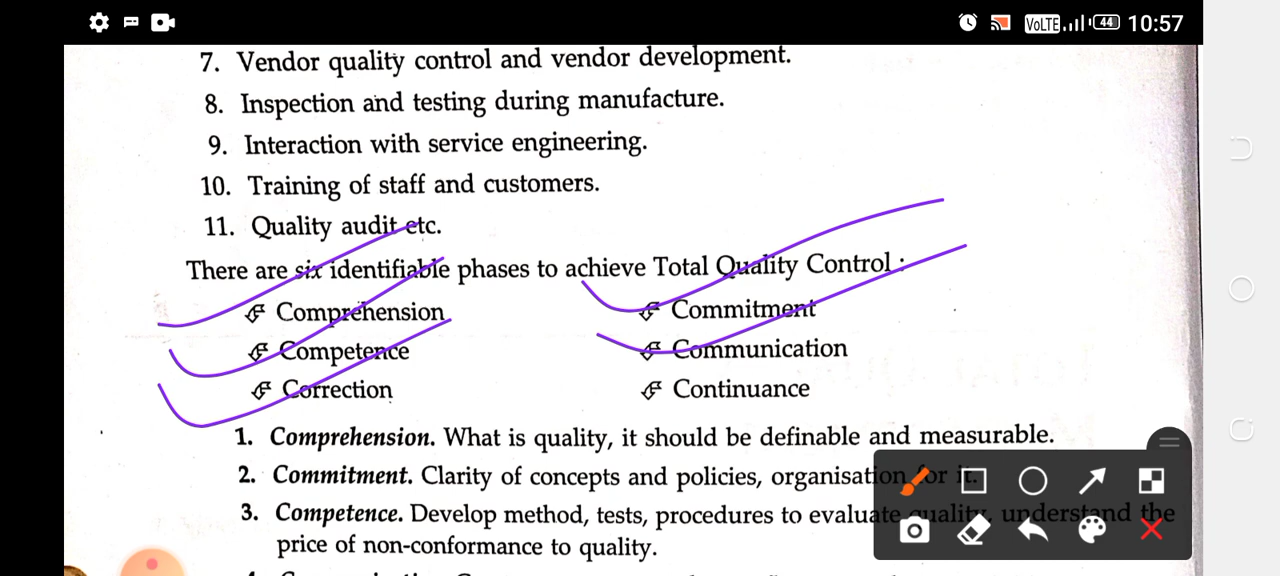 VoLTE 44 10:57
7. Vendor quality control and vendor development.
8. Inspection and testing during manufacture.
9. Interaction with service engineering.
10. Training of staff and customers.
11. Quality audit etc.
There are six identifiable phases to achieve Total Quality Control :
Comprehension Commitment
Competence Communication
Correction Continuance
1. Comprehension. What is quality, it should be definable and measurable.
2. Commitment. Clarity of concepts and policies, organisation for it.
3. Competence. Develop method, tests, procedures to evaluate quality, understand the
price of non-conformance to quality.